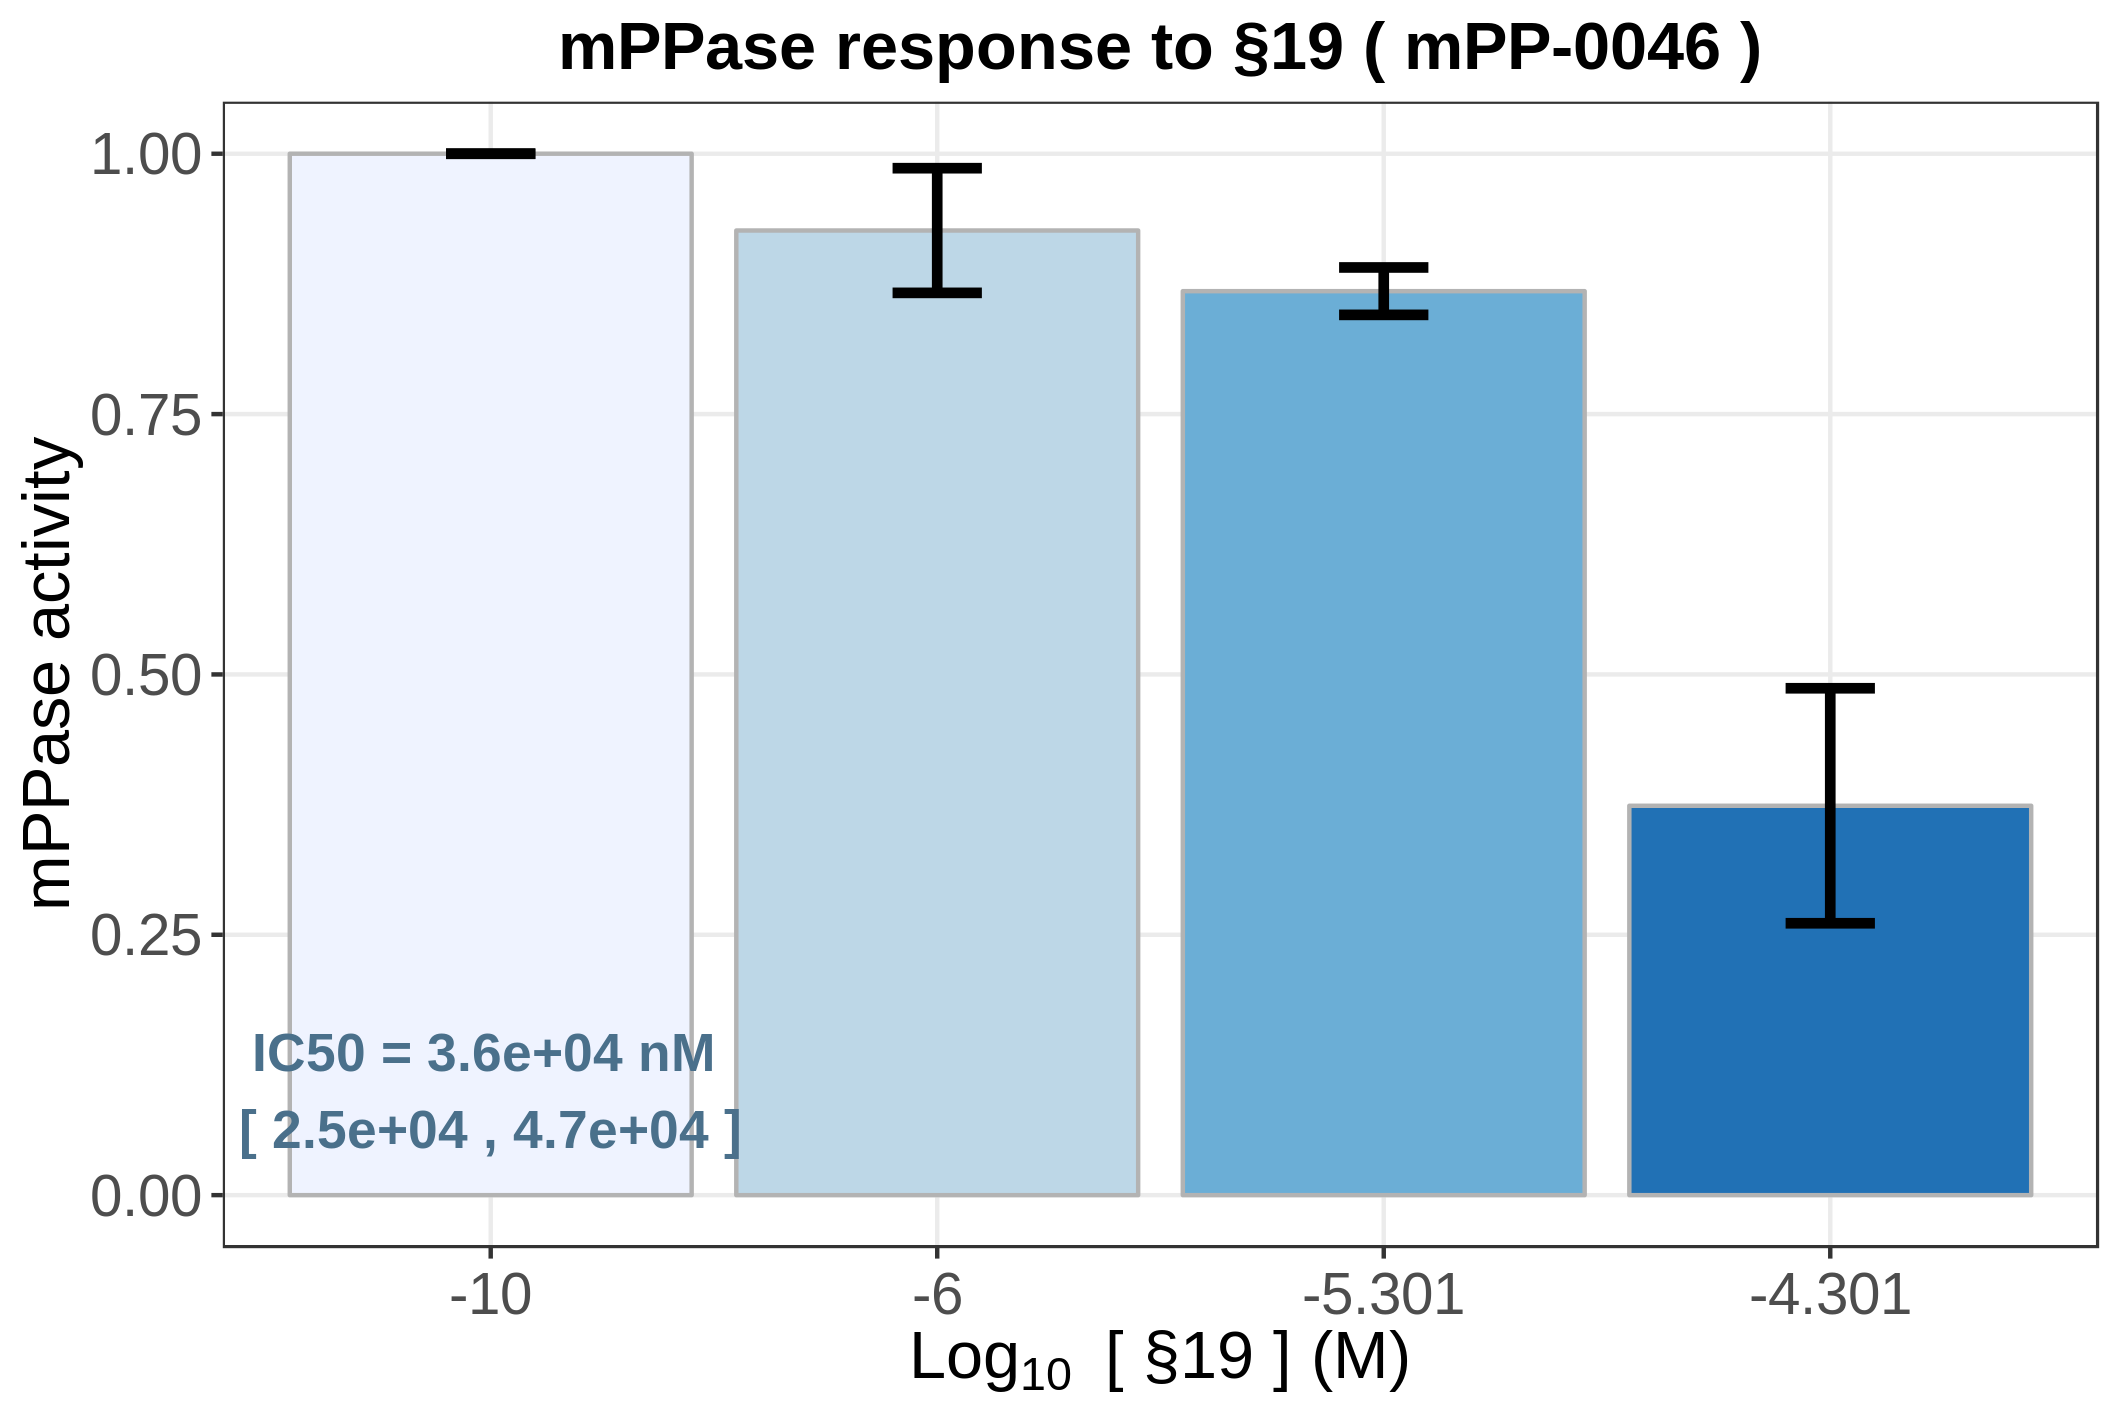 mPPase response to §19 ( mPP-0046 )
mPPase activity
1.00
0.75
0.50
0.25
0.00
IC50 = 3.6e+04 nM
[ 2.5e+04 , 4.7e+04 ]
-10
-6
-5.301
-4.301
Log10 [ §19 ] (M)